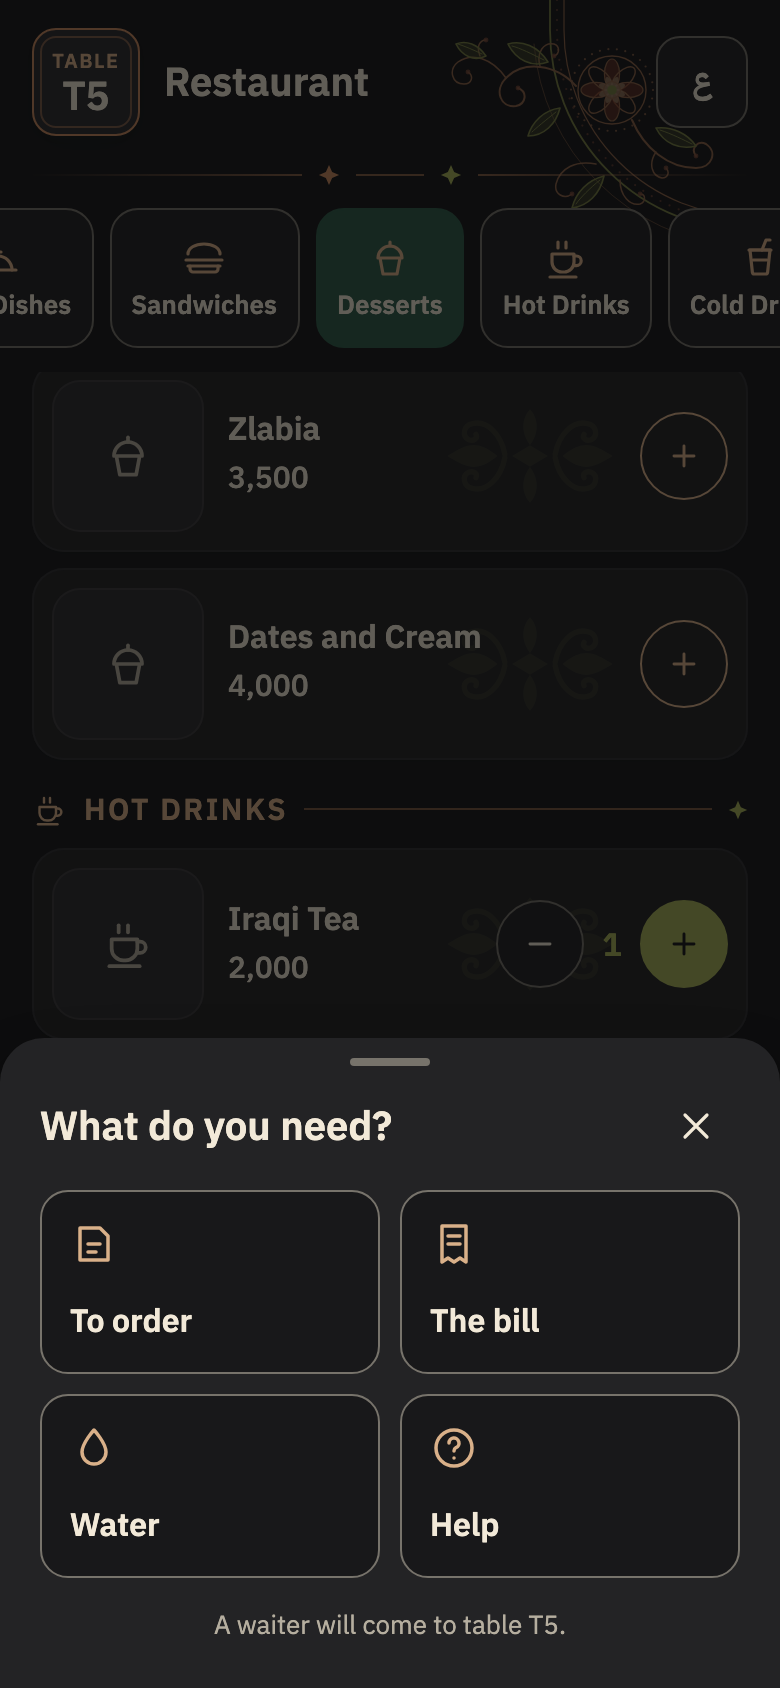 TABLE
T5
Restaurant
ع
Dishes
Sandwiches
Desserts
Hot Drinks
Cold Dr
Zlabia
3,500
Dates and Cream
4,000
HOT DRINKS
Iraqi Tea
2,000
1
What do you need?
To order
The bill
Water
Help
A waiter will come to table T5.